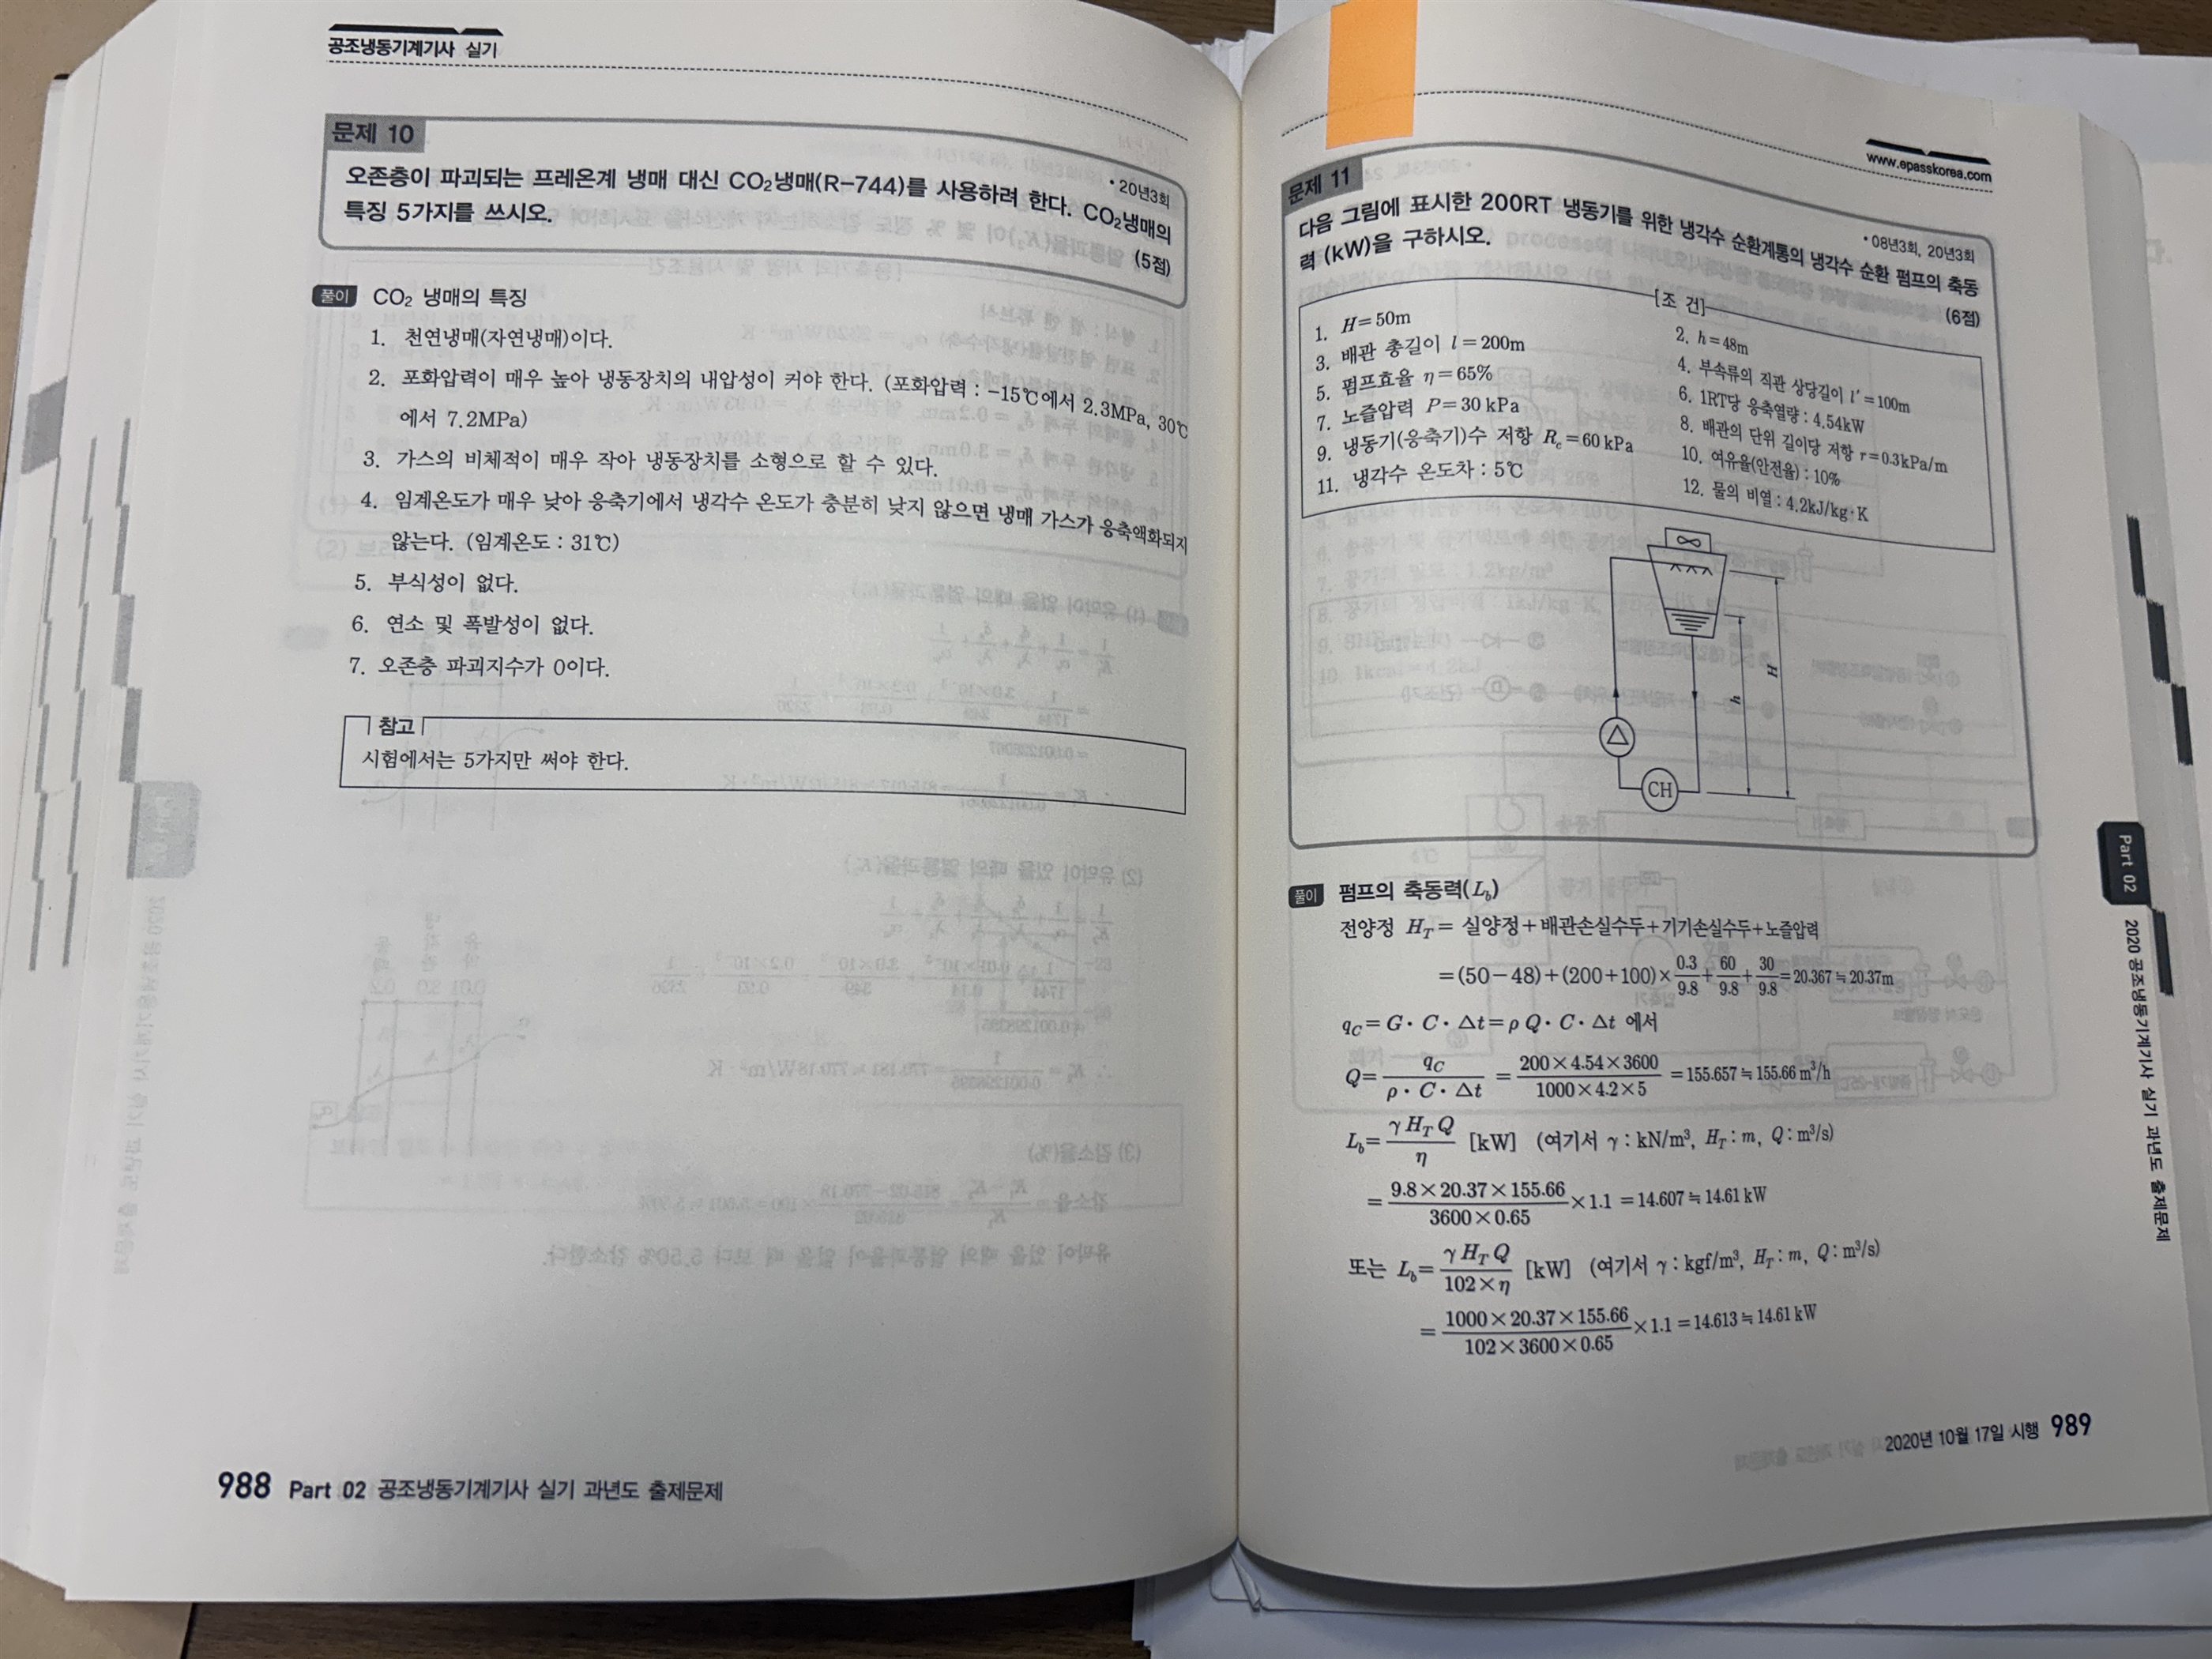 공조냉동기계기사 실기
문제 10
• 20년3회
오존층이 파괴되는 프레온계 냉매 대신 CO₂냉매(R-744)를 사용하려 한다. CO₂냉매의
특징 5가지를 쓰시오.
(5점)
풀이 CO₂ 냉매의 특징
1. 천연냉매(자연냉매)이다.
2. 포화압력이 매우 높아 냉동장치의 내압성이 커야 한다. (포화압력 : -15℃에서 2.3MPa, 30℃
에서 7.2MPa)
3. 가스의 비체적이 매우 작아 냉동장치를 소형으로 할 수 있다.
4. 임계온도가 매우 낮아 응축기에서 냉각수 온도가 충분히 낮지 않으면 냉매 가스가 응축액화되지
않는다. (임계온도 : 31℃)
5. 부식성이 없다.
6. 연소 및 폭발성이 없다.
7. 오존층 파괴지수가 0이다.
참고
시험에서는 5가지만 써야 한다.
988 Part 02 공조냉동기계기사 실기 과년도 출제문제
www.epasskorea.com
문제 11
• 08년3회, 20년3회
다음 그림에 표시한 200RT 냉동기를 위한 냉각수 순환계통의 냉각수 순환 펌프의 축동
력 (kW)을 구하시오.
(6점)
[조 건]
1. H=50m
2. h=48m
3. 배관 총길이 l=200m
4. 부속류의 직관 상당길이 l′=100m
5. 펌프효율 η=65%
6. 1RT당 응축열량 : 4.54kW
7. 노즐압력 P=30 kPa
8. 배관의 단위 길이당 저항 r=0.3kPa/m
9. 냉동기(응축기)수 저항 R_c=60 kPa
10. 여유율(안전율) : 10%
11. 냉각수 온도차 : 5℃
12. 물의 비열 : 4.2kJ/kg·K
H
h
CH
풀이 펌프의 축동력(L_b)
전양정 H_T= 실양정+배관손실수두+기기손실수두+노즐압력
=(50-48)+(200+100)×0.3/9.8+60/9.8+30/9.8=20.367≒20.37m
q_C=G·C·Δt=ρQ·C·Δt 에서
Q=q_C/(ρ·C·Δt)=(200×4.54×3600)/(1000×4.2×5)=155.657≒155.66 m³/h
L_b=γH_TQ/η [kW] (여기서 γ : kN/m³, H_T : m, Q : m³/s)
=(9.8×20.37×155.66)/(3600×0.65)×1.1=14.607≒14.61 kW
또는 L_b=γH_TQ/(102×η) [kW] (여기서 γ : kgf/m³, H_T : m, Q : m³/s)
=(1000×20.37×155.66)/(102×3600×0.65)×1.1=14.613≒14.61 kW
Part 02
2020 공조냉동기계기사 실기 과년도 출제문제
2020년 10월 17일 시행 989